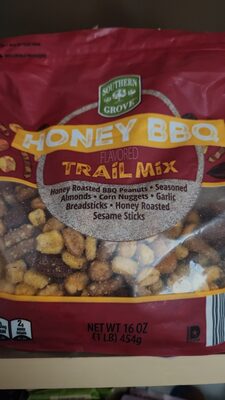 SOUTHERN
GROVE
HONEY BBQ
FLAVORED
TRAIL MIX
Honey Roasted BBQ Peanuts • Seasoned
Almonds • Corn Nuggets • Garlic
Breadsticks • Honey Roasted
Sesame Sticks
NET WT 16 OZ
(1 LB) 454g